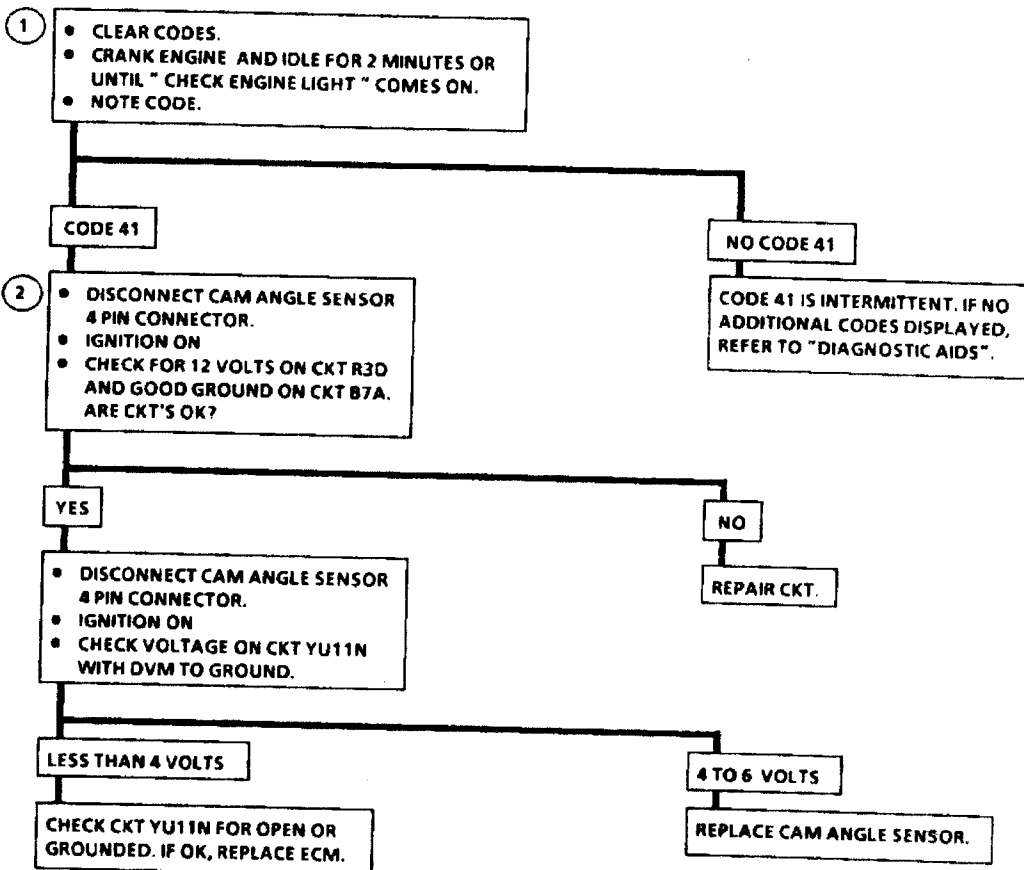 1
• CLEAR CODES.
• CRANK ENGINE AND IDLE FOR 2 MINUTES OR
UNTIL " CHECK ENGINE LIGHT " COMES ON.
• NOTE CODE.
CODE 41
NO CODE 41
CODE 41 IS INTERMITTENT. IF NO
ADDITIONAL CODES DISPLAYED,
REFER TO "DIAGNOSTIC AIDS".
2
• DISCONNECT CAM ANGLE SENSOR
4 PIN CONNECTOR.
• IGNITION ON
• CHECK FOR 12 VOLTS ON CKT R3D
AND GOOD GROUND ON CKT B7A.
ARE CKT'S OK?
YES
NO
REPAIR CKT.
• DISCONNECT CAM ANGLE SENSOR
4 PIN CONNECTOR.
• IGNITION ON
• CHECK VOLTAGE ON CKT YU11N
WITH DVM TO GROUND.
LESS THAN 4 VOLTS
4 TO 6 VOLTS
CHECK CKT YU11N FOR OPEN OR
GROUNDED. IF OK, REPLACE ECM.
REPLACE CAM ANGLE SENSOR.